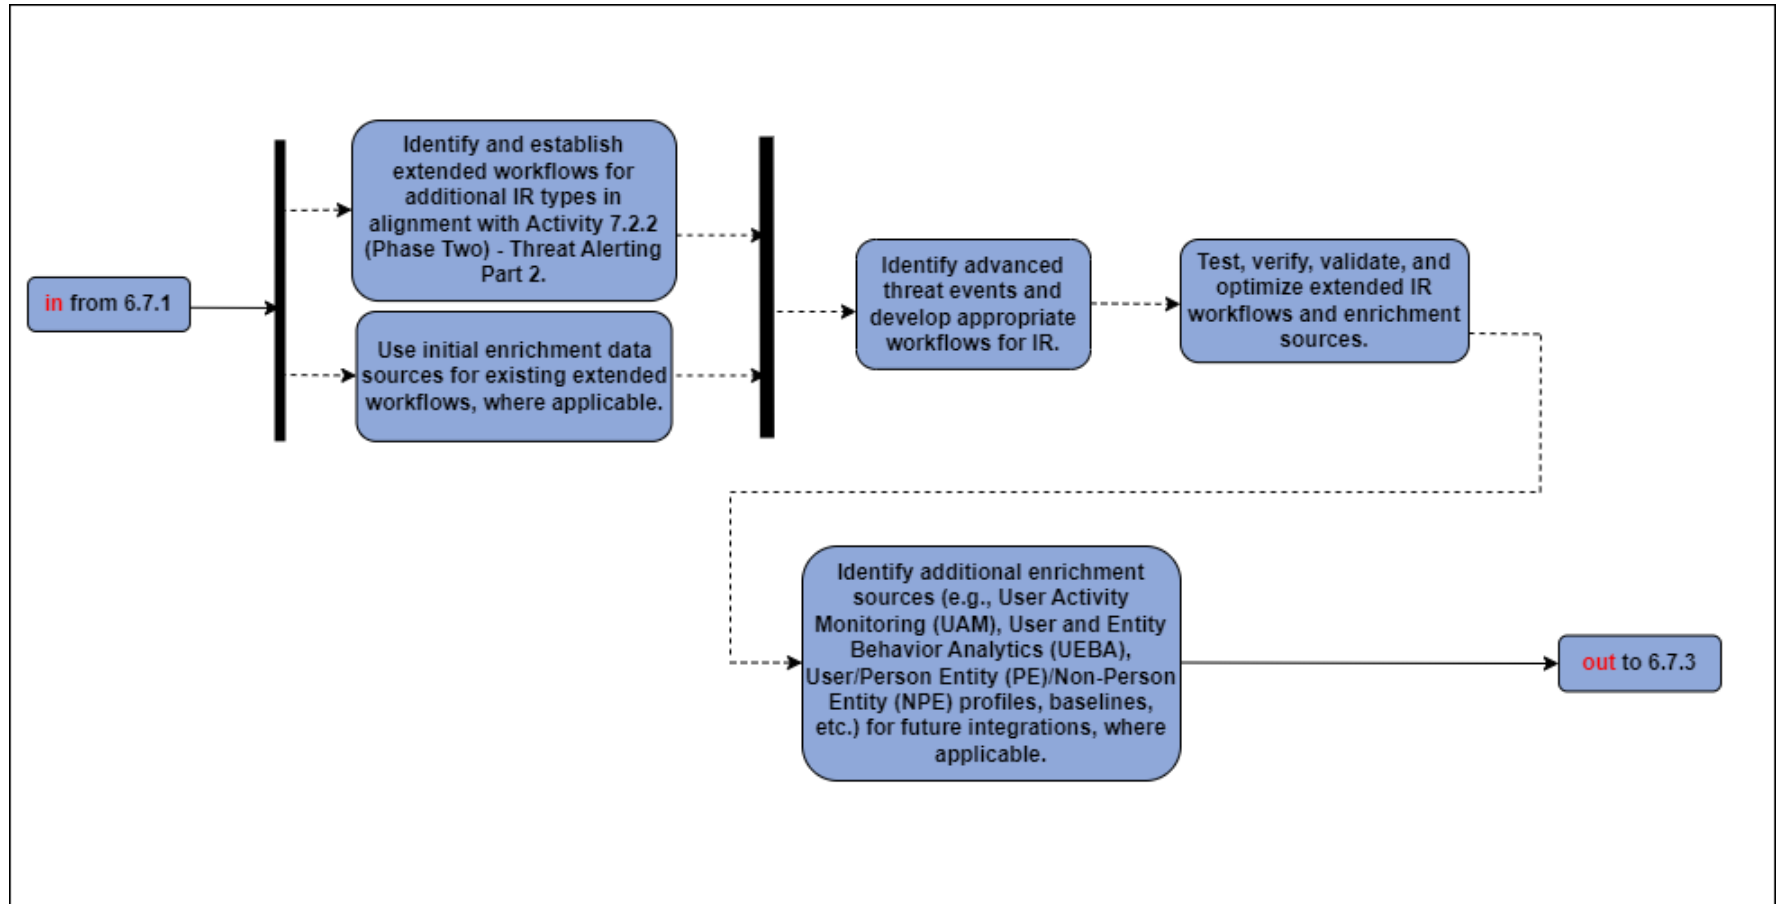 in from 6.7.1
Identify and establish
extended workflows for
additional IR types in
alignment with Activity 7.2.2
(Phase Two) - Threat Alerting
Part 2.
Use initial enrichment data
sources for existing extended
workflows, where applicable.
Identify advanced
threat events and
develop appropriate
workflows for IR.
Test, verify, validate, and
optimize extended IR
workflows and enrichment
sources.
Identify additional enrichment
sources (e.g., User Activity
Monitoring (UAM), User and Entity
Behavior Analytics (UEBA),
User/Person Entity (PE)/Non-Person
Entity (NPE) profiles, baselines,
etc.) for future integrations, where
applicable.
out to 6.7.3